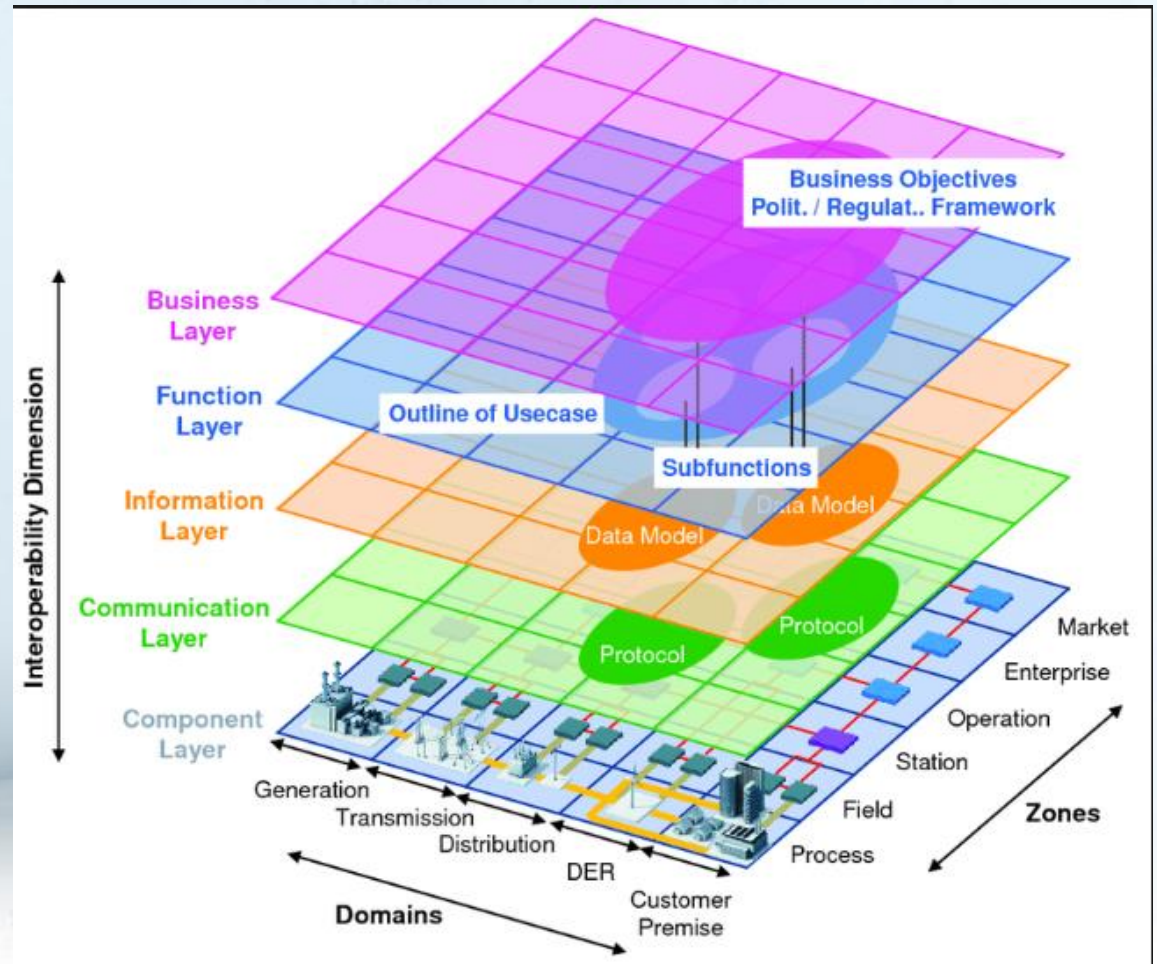 Business Objectives
Polit. / Regulat.. Framework
Business
Layer
Function
Layer
Outline of Usecase
Subfunctions
Information
Layer
Data Model
Data Model
Communication
Layer
Protocol
Protocol
Component
Layer
Interoperability Dimension
Market
Enterprise
Operation
Station
Field
Process
Zones
Generation
Transmission
Distribution
DER
Customer
Premise
Domains